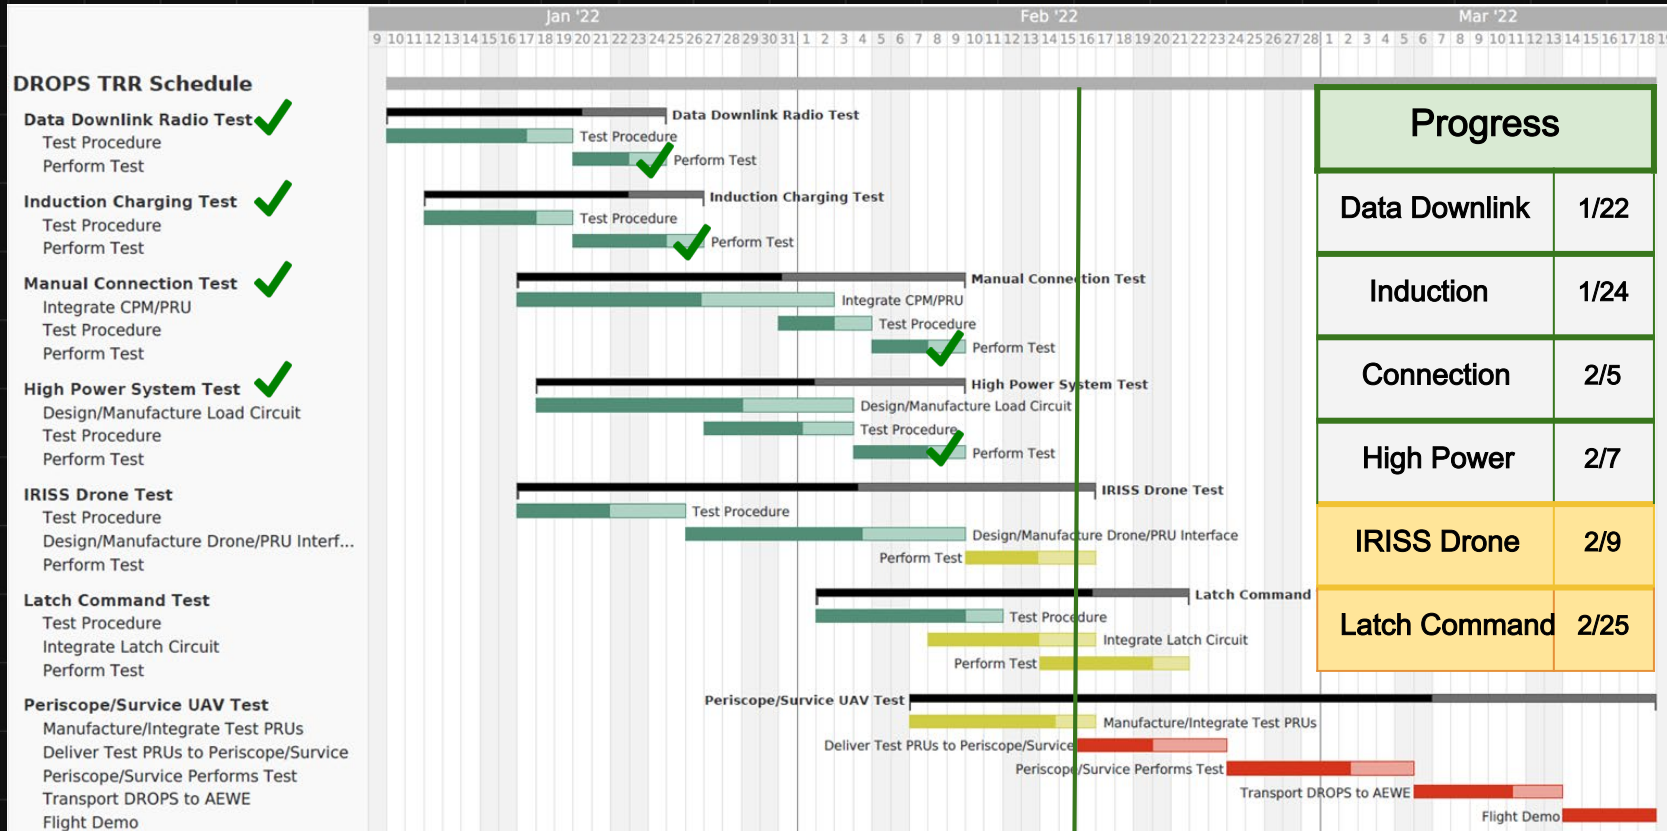 Jan '22 Feb '22 Mar '22
9 10 11 12 13 14 15 16 17 18 19 20 21 22 23 24 25 26 27 28 29 30 31 1 2 3 4 5 6 7 8 9 10 11 12 13 14 15 16 17 18 19 20 21 22 23 24 25 26 27 28 1 2 3 4 5 6 7 8 9 10 11 12 13 14 15 16 17 18
DROPS TRR Schedule
Data Downlink Radio Test
Test Procedure
Perform Test
Induction Charging Test
Test Procedure
Perform Test
Manual Connection Test
Integrate CPM/PRU
Test Procedure
Perform Test
High Power System Test
Design/Manufacture Load Circuit
Test Procedure
Perform Test
IRISS Drone Test
Test Procedure
Design/Manufacture Drone/PRU Interf...
Perform Test
Latch Command Test
Test Procedure
Integrate Latch Circuit
Perform Test
Periscope/Survice UAV Test
Manufacture/Integrate Test PRUs
Deliver Test PRUs to Periscope/Survice
Periscope/Survice Performs Test
Transport DROPS to AEWE
Flight Demo
Data Downlink Radio Test
Test Procedure
Perform Test
Induction Charging Test
Test Procedure
Perform Test
Manual Connection Test
Integrate CPM/PRU
Test Procedure
Perform Test
High Power System Test
Design/Manufacture Load Circuit
Test Procedure
Perform Test
IRISS Drone Test
Test Procedure
Design/Manufacture Drone/PRU Interface
Perform Test
Latch Command
Test Procedure
Integrate Latch Circuit
Perform Test
Periscope/Survice UAV Test
Manufacture/Integrate Test PRUs
Deliver Test PRUs to Periscope/Survice
Periscope/Survice Performs Test
Transport DROPS to AEWE
Flight Demo
Progress
Data Downlink 1/22
Induction 1/24
Connection 2/5
High Power 2/7
IRISS Drone 2/9
Latch Command 2/25